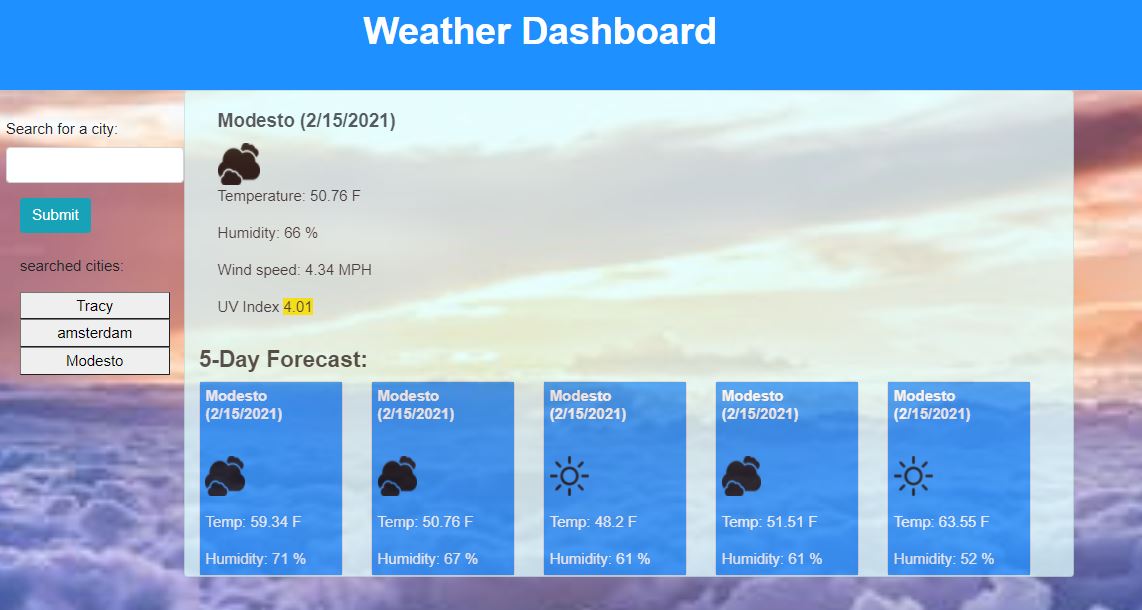 Weather Dashboard
Search for a city:
Submit
searched cities:
Tracy
amsterdam
Modesto
Modesto (2/15/2021)
Temperature: 50.76 F
Humidity: 66 %
Wind speed: 4.34 MPH
UV Index 4.01
5-Day Forecast:
Modesto
(2/15/2021)
Temp: 59.34 F
Humidity: 71 %
Modesto
(2/15/2021)
Temp: 50.76 F
Humidity: 67 %
Modesto
(2/15/2021)
Temp: 48.2 F
Humidity: 61 %
Modesto
(2/15/2021)
Temp: 51.51 F
Humidity: 61 %
Modesto
(2/15/2021)
Temp: 63.55 F
Humidity: 52 %